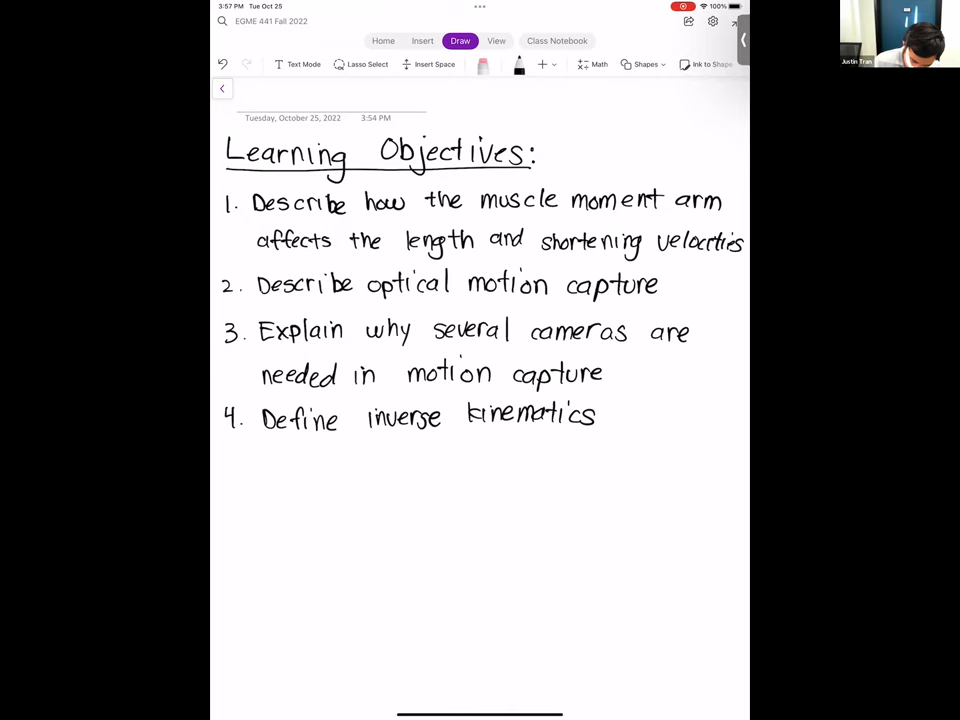 3:57 PM Tue Oct 25
100%
EGME 441 Fall 2022
Home Insert Draw View Class Notebook
Text Mode Lasso Select Insert Space Math Shapes Ink to Shape
Tuesday, October 25, 2022 3:54 PM
Learning Objectives:
1. Describe how the muscle moment arm
affects the length and shortening velocities
2. Describe optical motion capture
3. Explain why several cameras are
needed in motion capture
4. Define inverse kinematics
Justin Tran